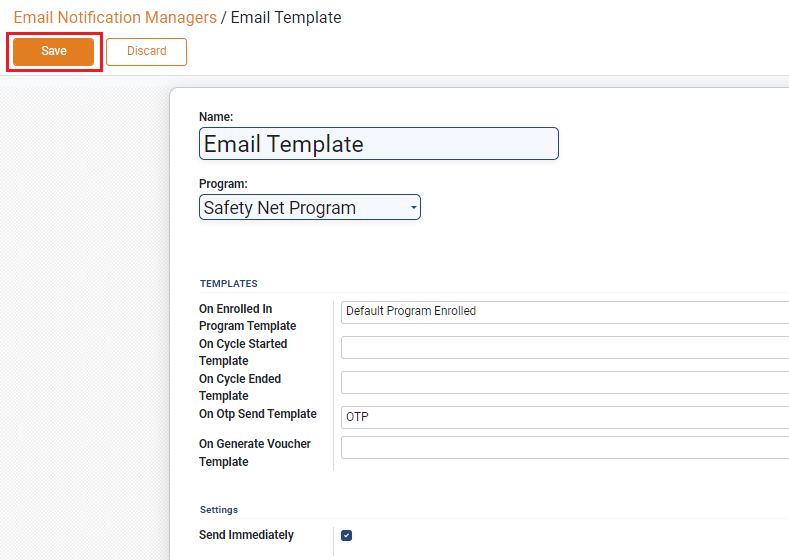 Email Notification Managers / Email Template
Save
Discard
Name:
Email Template
Program:
Safety Net Program
TEMPLATES
On Enrolled In
Program Template
Default Program Enrolled
On Cycle Started
Template
On Cycle Ended
Template
On Otp Send Template
OTP
On Generate Voucher
Template
Settings
Send Immediately